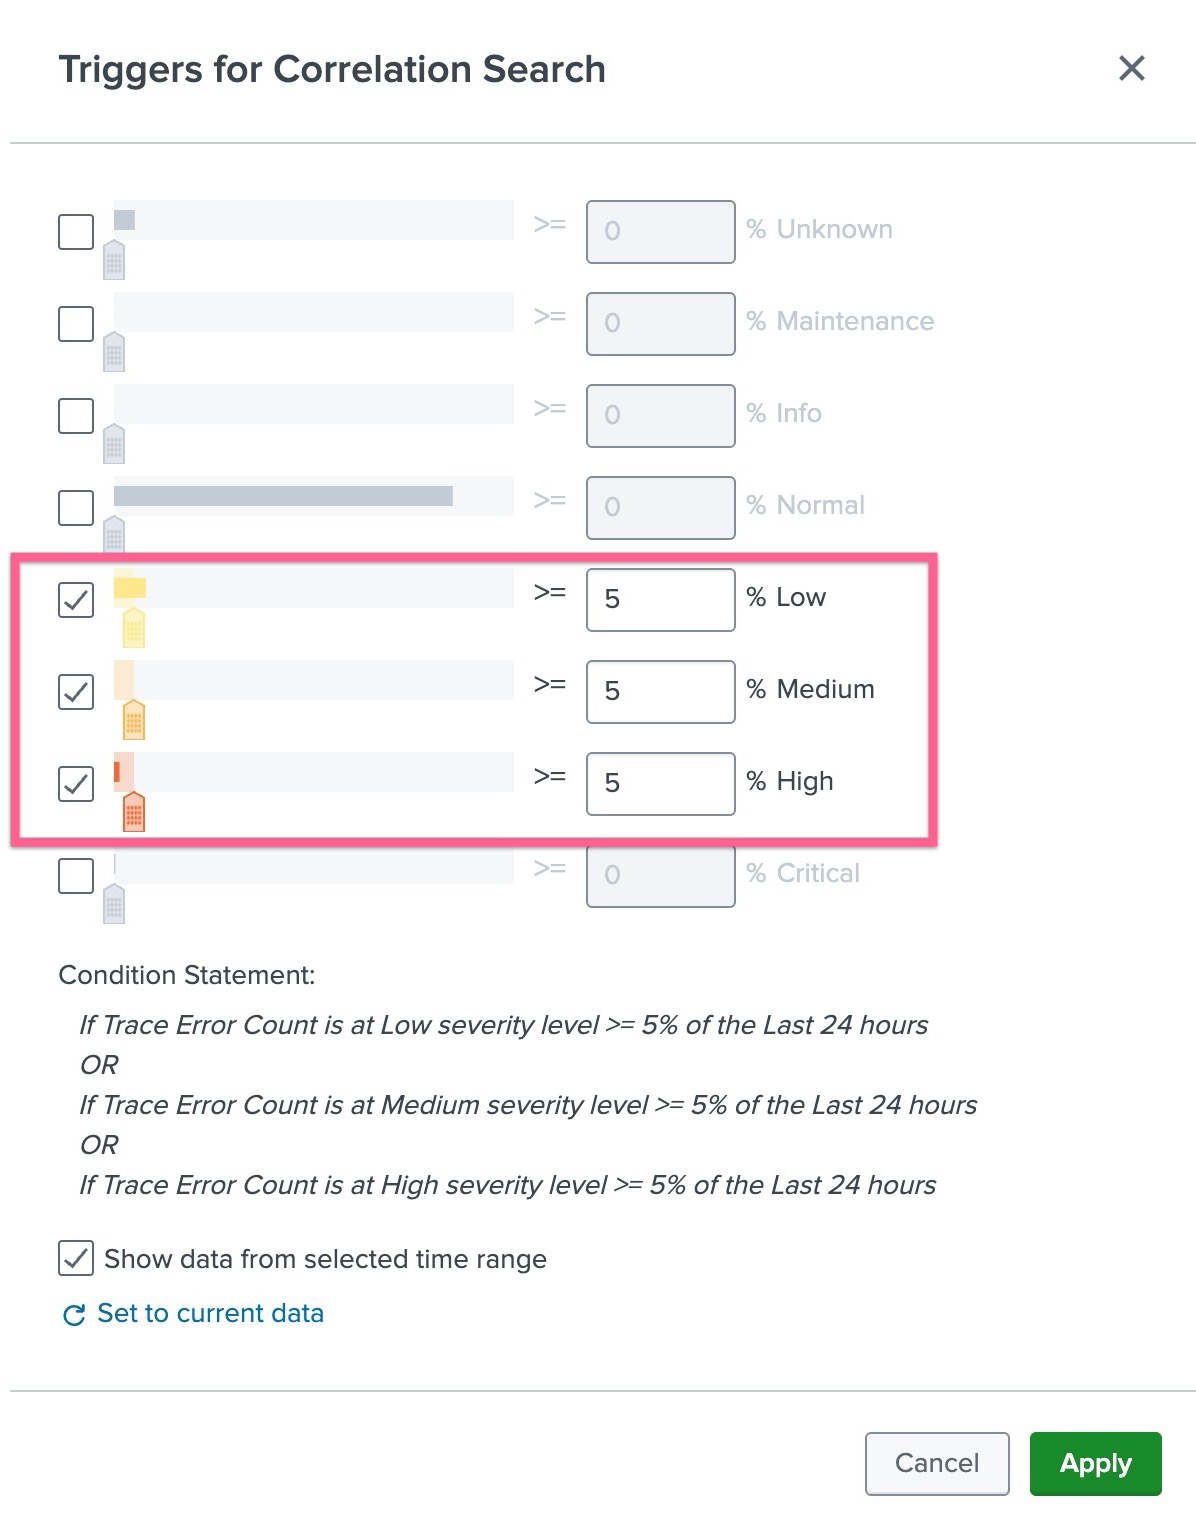 Triggers for Correlation Search
>= 0 % Unknown
>= 0 % Maintenance
>= 0 % Info
>= 0 % Normal
>= 5 % Low
>= 5 % Medium
>= 5 % High
>= 0 % Critical
Condition Statement:
If Trace Error Count is at Low severity level >= 5% of the Last 24 hours
OR
If Trace Error Count is at Medium severity level >= 5% of the Last 24 hours
OR
If Trace Error Count is at High severity level >= 5% of the Last 24 hours
Show data from selected time range
Set to current data
Cancel Apply